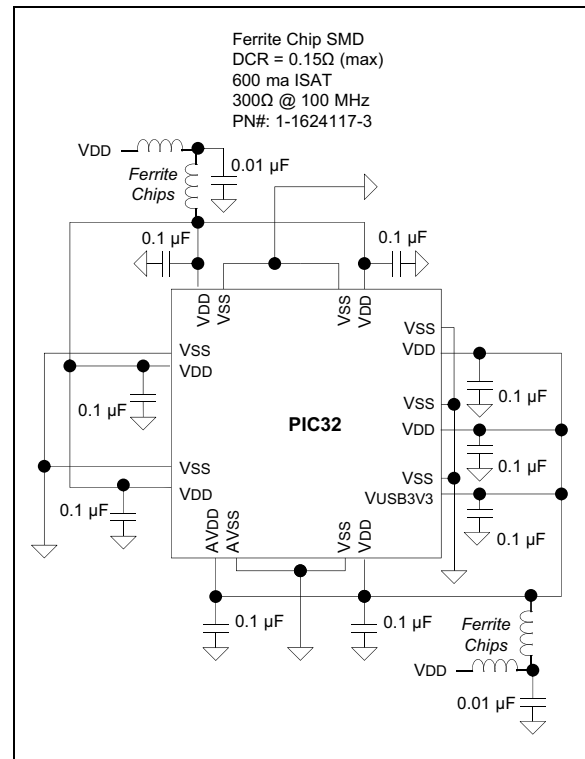 Ferrite Chip SMD
DCR = 0.15Ω (max)
600 ma ISAT
300Ω @ 100 MHz
PN#: 1-1624117-3
VDD
0.01 µF
Ferrite
Chips
0.1 µF
0.1 µF
VDD
VSS
VSS
VDD
VSS
VSS
VDD
VDD
0.1 µF
0.1 µF
VSS
PIC32
VDD
0.1 µF
VSS
VSS
VDD
VUSB3V3
0.1 µF
0.1 µF
AVDD
AVSS
VSS
VDD
0.1 µF
0.1 µF
Ferrite
Chips
VDD
0.01 µF